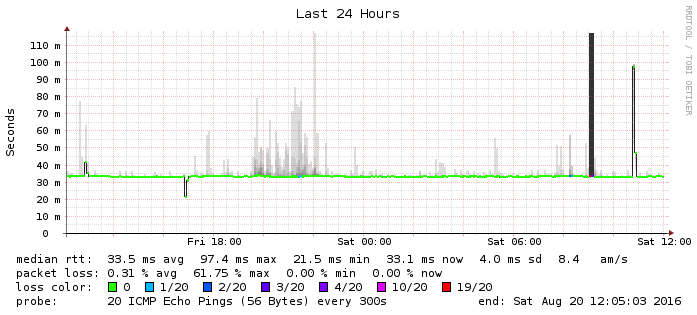 Last 24 Hours
RRDTOOL / TOBI OETIKER
Seconds
110 m
100 m
90 m
80 m
70 m
60 m
50 m
40 m
30 m
20 m
10 m
0
Fri 18:00 Sat 00:00 Sat 06:00 Sat 12:00
median rtt: 33.5 ms avg 97.4 ms max 21.5 ms min 33.1 ms now 4.0 ms sd 8.4 am/s
packet loss: 0.31 % avg 61.75 % max 0.00 % min 0.00 % now
loss color: 0 1/20 2/20 3/20 4/20 10/20 19/20
probe: 20 ICMP Echo Pings (56 Bytes) every 300s end: Sat Aug 20 12:05:03 2016